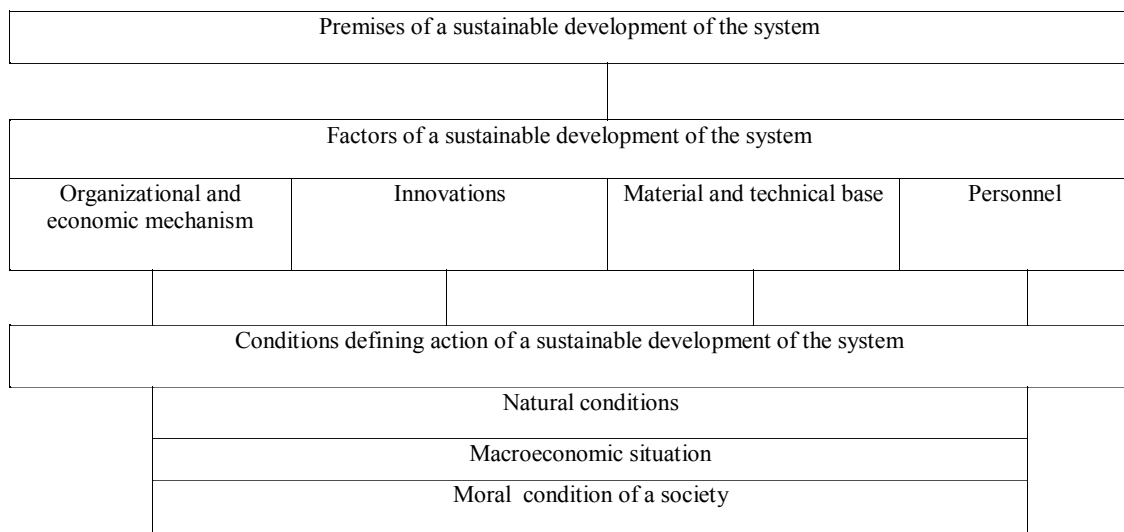 Premises of a sustainable development of the system
Factors of a sustainable development of the system
Organizational and
economic mechanism
Innovations
Material and technical base
Personnel
Conditions defining action of a sustainable development of the system
Natural conditions
Macroeconomic situation
Moral condition of a society